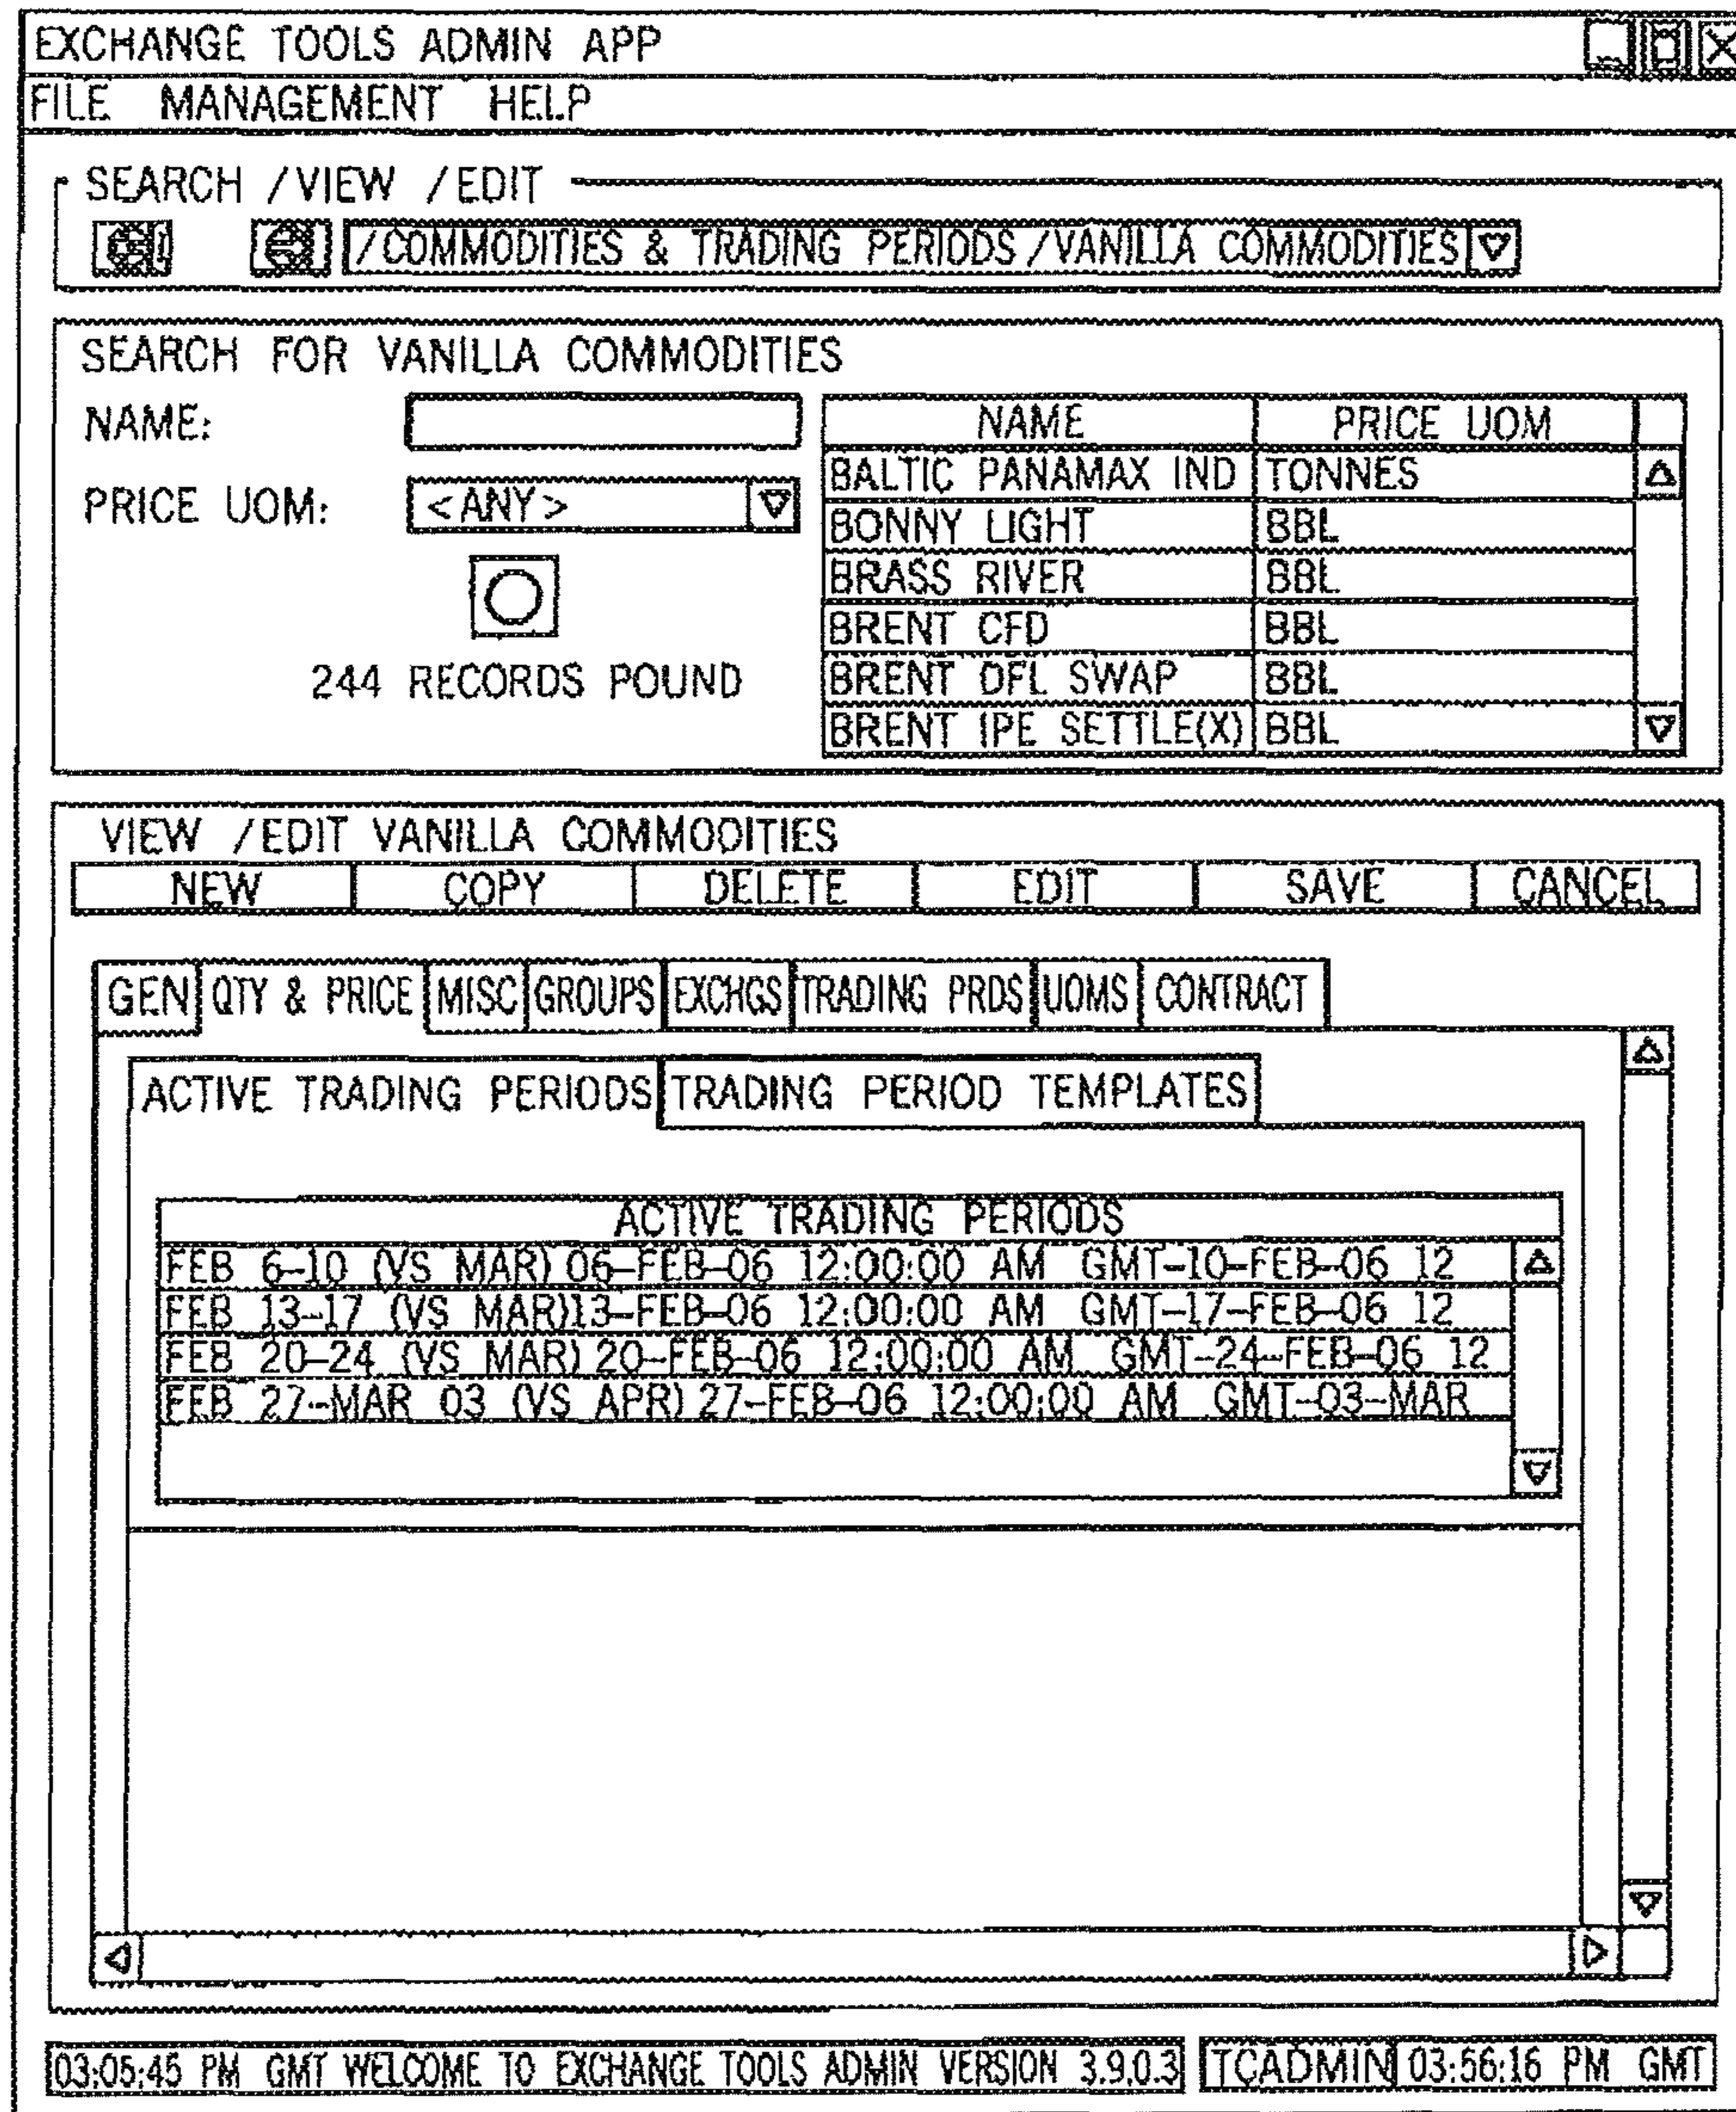 EXCHANGE TOOLS ADMIN APP
FILE MANAGEMENT HELP
SEARCH /VIEW /EDIT
/COMMODITIES & TRADING PERIODS /VANILLA COMMODITIES
SEARCH FOR VANILLA COMMODITIES
NAME:
PRICE UOM: <ANY>
244 RECORDS POUND
NAME PRICE UOM
BALTIC PANAMAX IND TONNES
BONNY LIGHT BBL
BRASS RIVER BBL
BRENT CFD BBL
BRENT DFL SWAP BBL
BRENT IPE SETTLE(X) BBL
VIEW /EDIT VANILLA COMMODITIES
NEW COPY DELETE EDIT SAVE CANCEL
GEN QTY & PRICE MISC GROUPS EXCHGS TRADING PRDS UOMS CONTRACT
ACTIVE TRADING PERIODS TRADING PERIOD TEMPLATES
ACTIVE TRADING PERIODS
FEB 6-10 (VS MAR) 06-FEB-06 12:00:00 AM GMT-10-FEB-06 12
FEB 13-17 (VS MAR)13-FEB-06 12:00:00 AM GMT-17-FEB-06 12
FEB 20-24 (VS MAR) 20-FEB-06 12:00:00 AM GMT-24-FEB-06 12
FEB 27-MAR 03 (VS APR) 27-FEB-06 12:00:00 AM GMT-03-MAR
03:05:45 PM GMT WELCOME TO EXCHANGE TOOLS ADMIN VERSION 3.9.0.3 TCADMIN 03:56:16 PM GMT